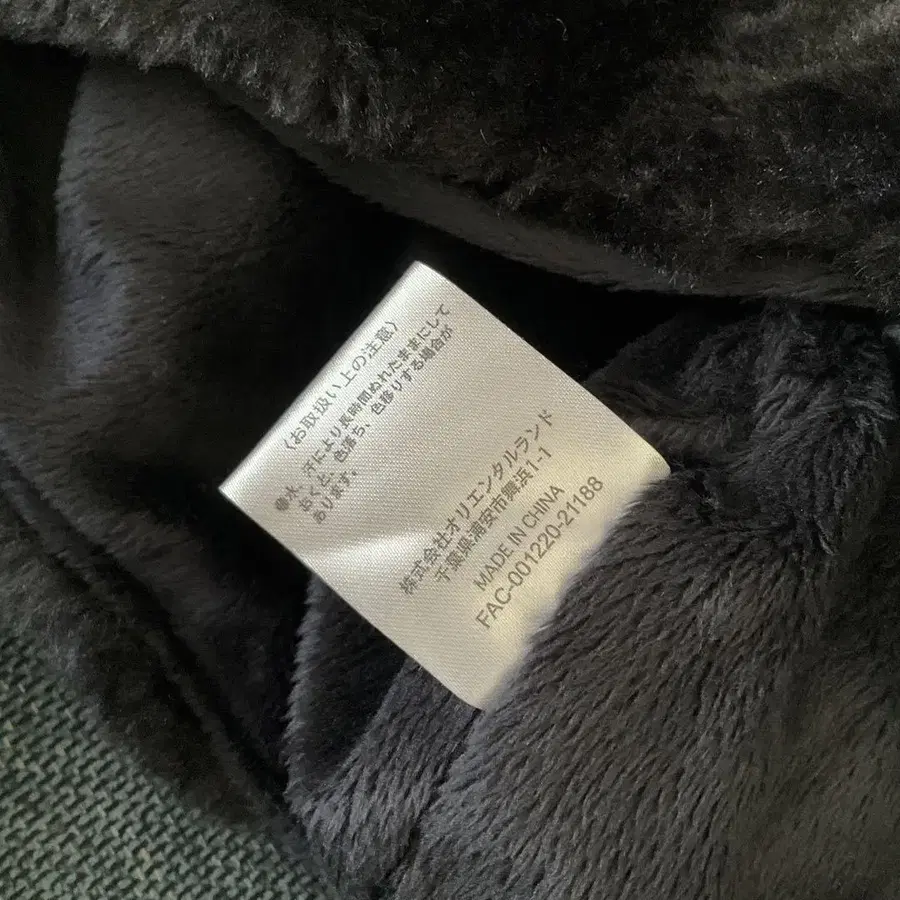 〈お取扱い上の注意〉
●水、汗により長時間ぬれたままにして
おくと、色落ち、色移りする場合が
あります。
株式会社オリエンタルランド
千葉県浦安市舞浜1-1
MADE IN CHINA
FAC-001220-21188